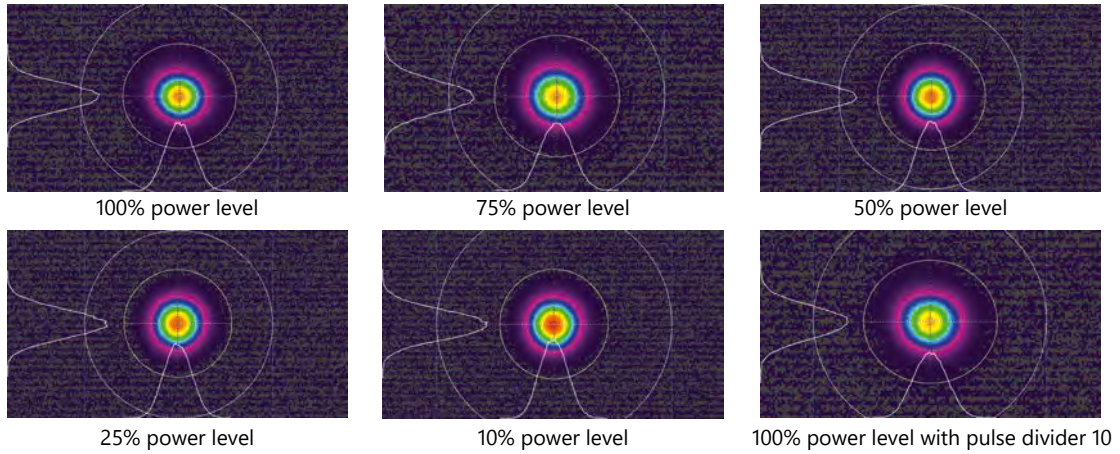 100% power level
75% power level
50% power level
25% power level
10% power level
100% power level with pulse divider 10